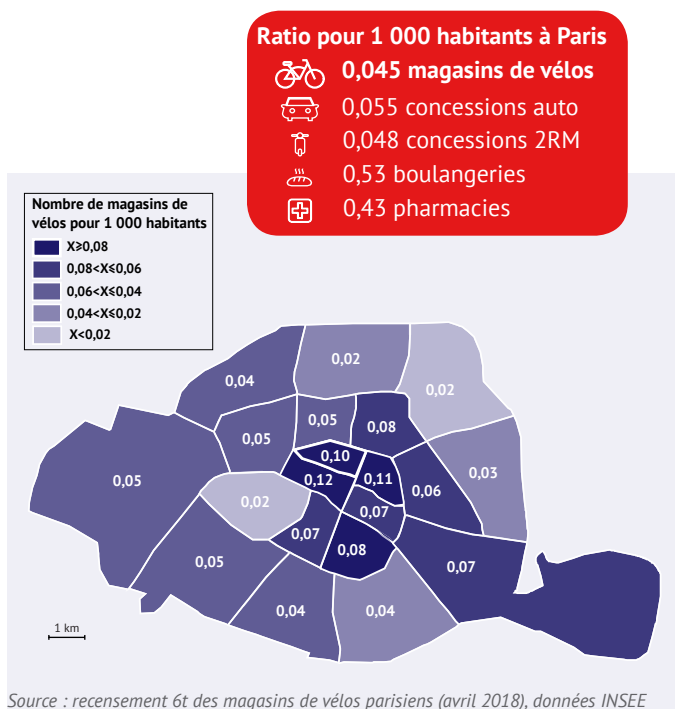 Ratio pour 1 000 habitants à Paris
0,045 magasins de vélos
0,055 concessions auto
0,048 concessions 2RM
0,53 boulangeries
0,43 pharmacies
Nombre de magasins de
vélos pour 1 000 habitants
X≥0,08
0,08<X≤0,06
0,06<X≤0,04
0,04<X≤0,02
X<0,02
0,02
0,04
0,02
0,05
0,08
0,05
0,10
0,03
0,05
0,12
0,11
0,06
0,02
0,07
0,07
0,08
0,05
0,07
0,04
0,04
1 km
Source : recensement 6t des magasins de vélos parisiens (avril 2018), données INSEE